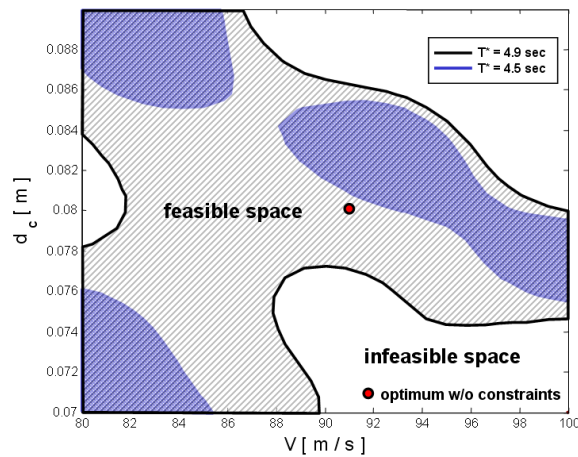 0.088
0.086
0.084
0.082
0.08
0.078
0.076
0.074
0.072
0.07
d c [ m ]
T* = 4.9 sec
T* = 4.5 sec
feasible space
infeasible space
optimum w/o constraints
80 82 84 86 88 90 92 94 96 98 100
V [ m / s ]